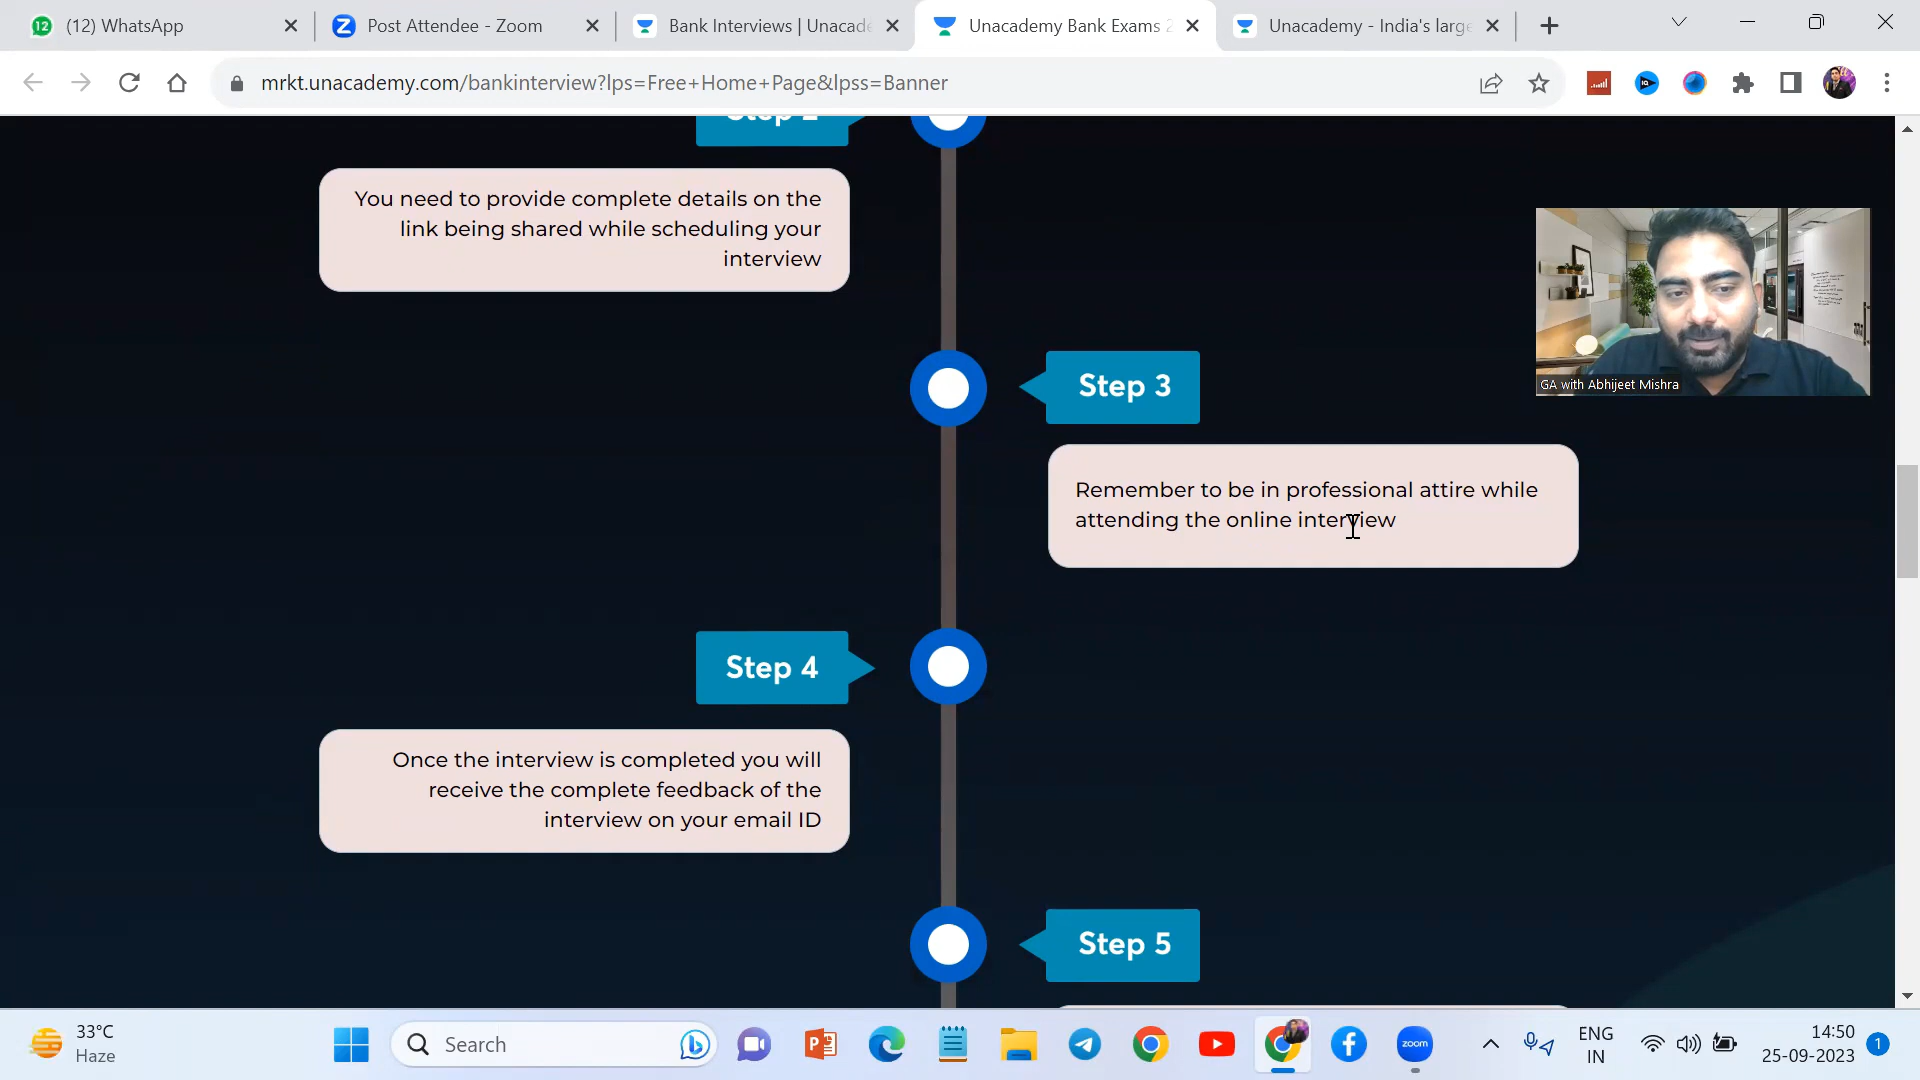 (12) WhatsApp
Post Attendee - Zoom
Bank Interviews | Unacade
Unacademy Bank Exams 2
Unacademy - India's large
mrkt.unacademy.com/bankinterview?lps=Free+Home+Page&lpss=Banner
Step 2
You need to provide complete details on the
link being shared while scheduling your
interview
GA with Abhijeet Mishra
Step 3
Remember to be in professional attire while
attending the online interview
Step 4
Once the interview is completed you will
receive the complete feedback of the
interview on your email ID
Step 5
33°C
Haze
Search
zoom
ENG
IN
14:50
25-09-2023
1